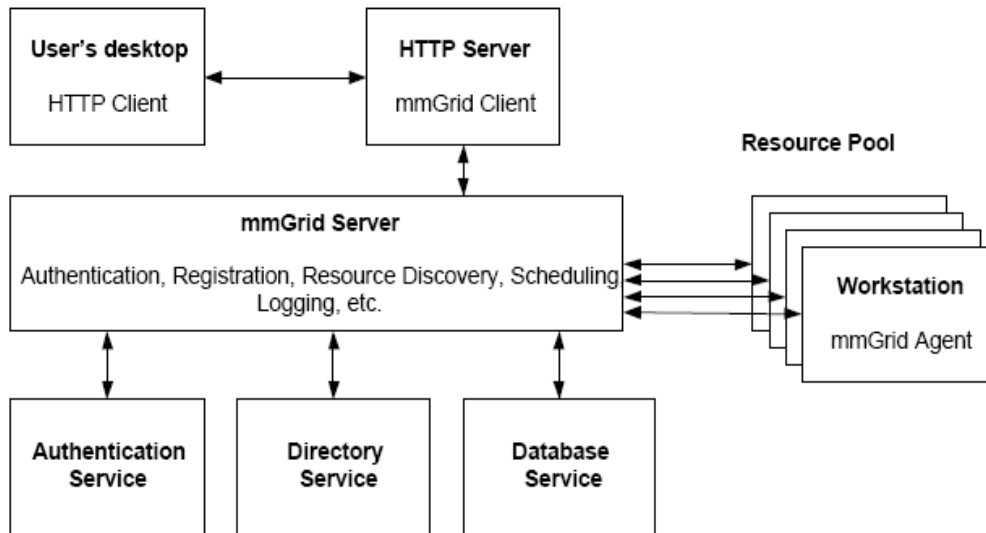 User's desktop
HTTP Client
HTTP Server
mmGrid Client
Resource Pool
mmGrid Server
Authentication, Registration, Resource Discovery, Scheduling,
Logging, etc.
Workstation
mmGrid Agent
Authentication
Service
Directory
Service
Database
Service